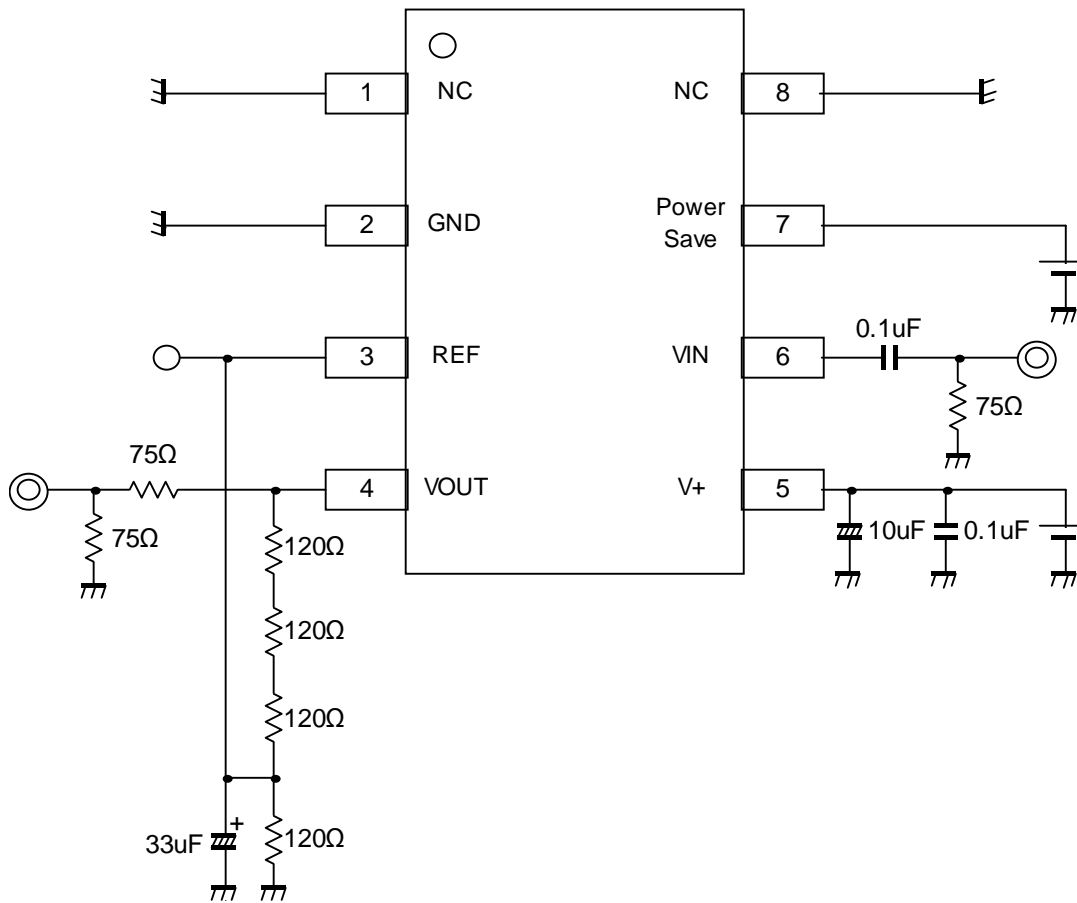 1 NC NC 8
2 GND Power Save 7
3 REF VIN 6 0.1uF
75Ω
75Ω 4 VOUT V+ 5
75Ω 120Ω 10uF 0.1uF
120Ω
120Ω
33uF + 120Ω